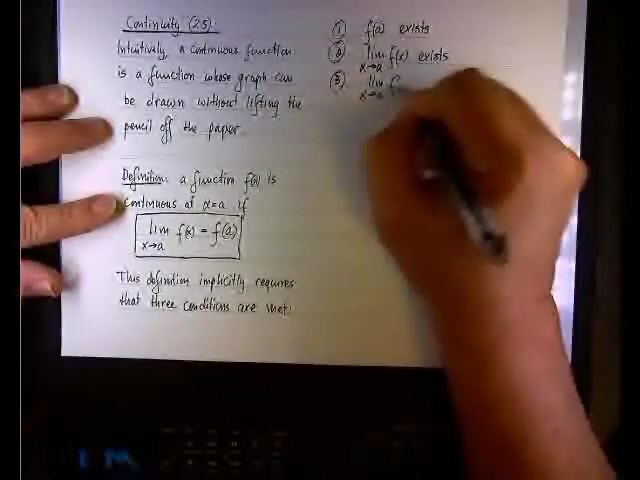 Continuity (2.5):
Intuitively, a continuous function
is a function whose graph can
be drawn without lifting the
pencil off the paper.
Definition: a function f(x) is
continuous at x=a if
lim f(x) = f(a)
x→a
This definition implicitly requires
that three conditions are met:
① f(a) exists
② lim f(x) exists
x→a
③ lim f
x→a